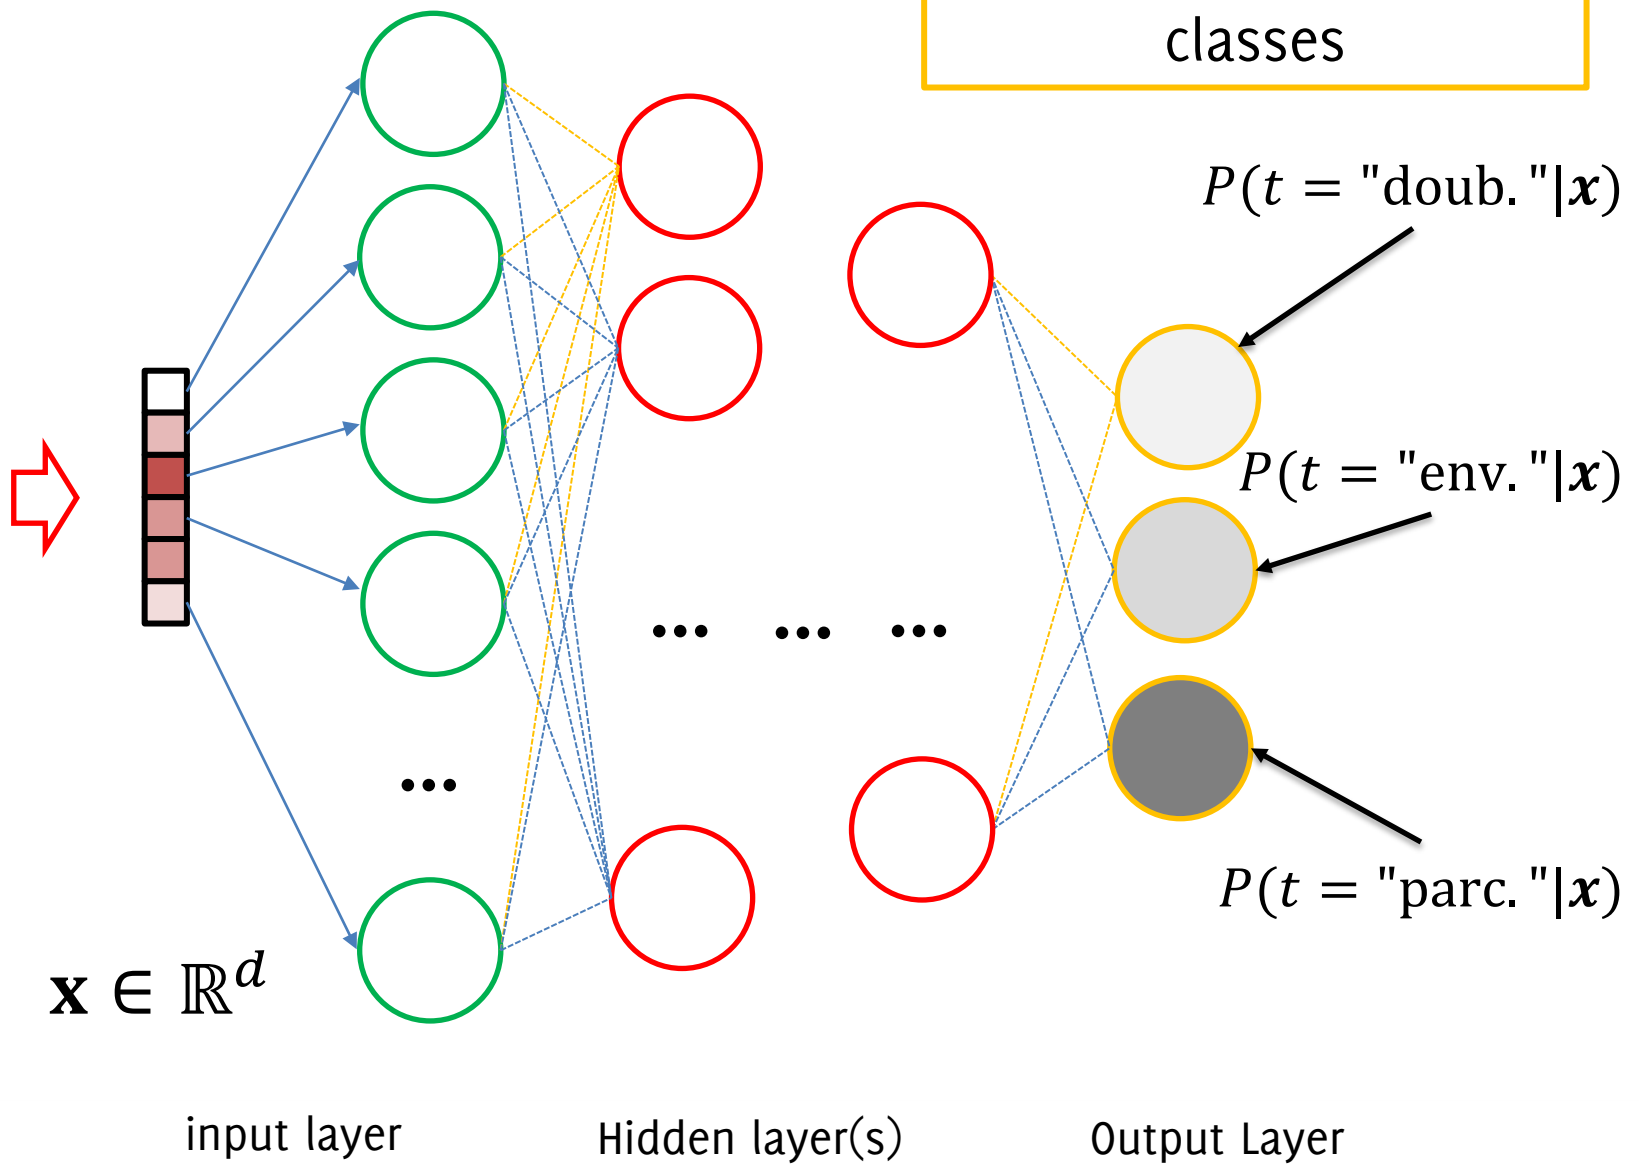 classes
P(t = "doub. "|x)
P(t = "env. "|x)
... ... ...
...
P(t = "parc. "|x)
x ∈ ℝ^d
input layer Hidden layer(s) Output Layer